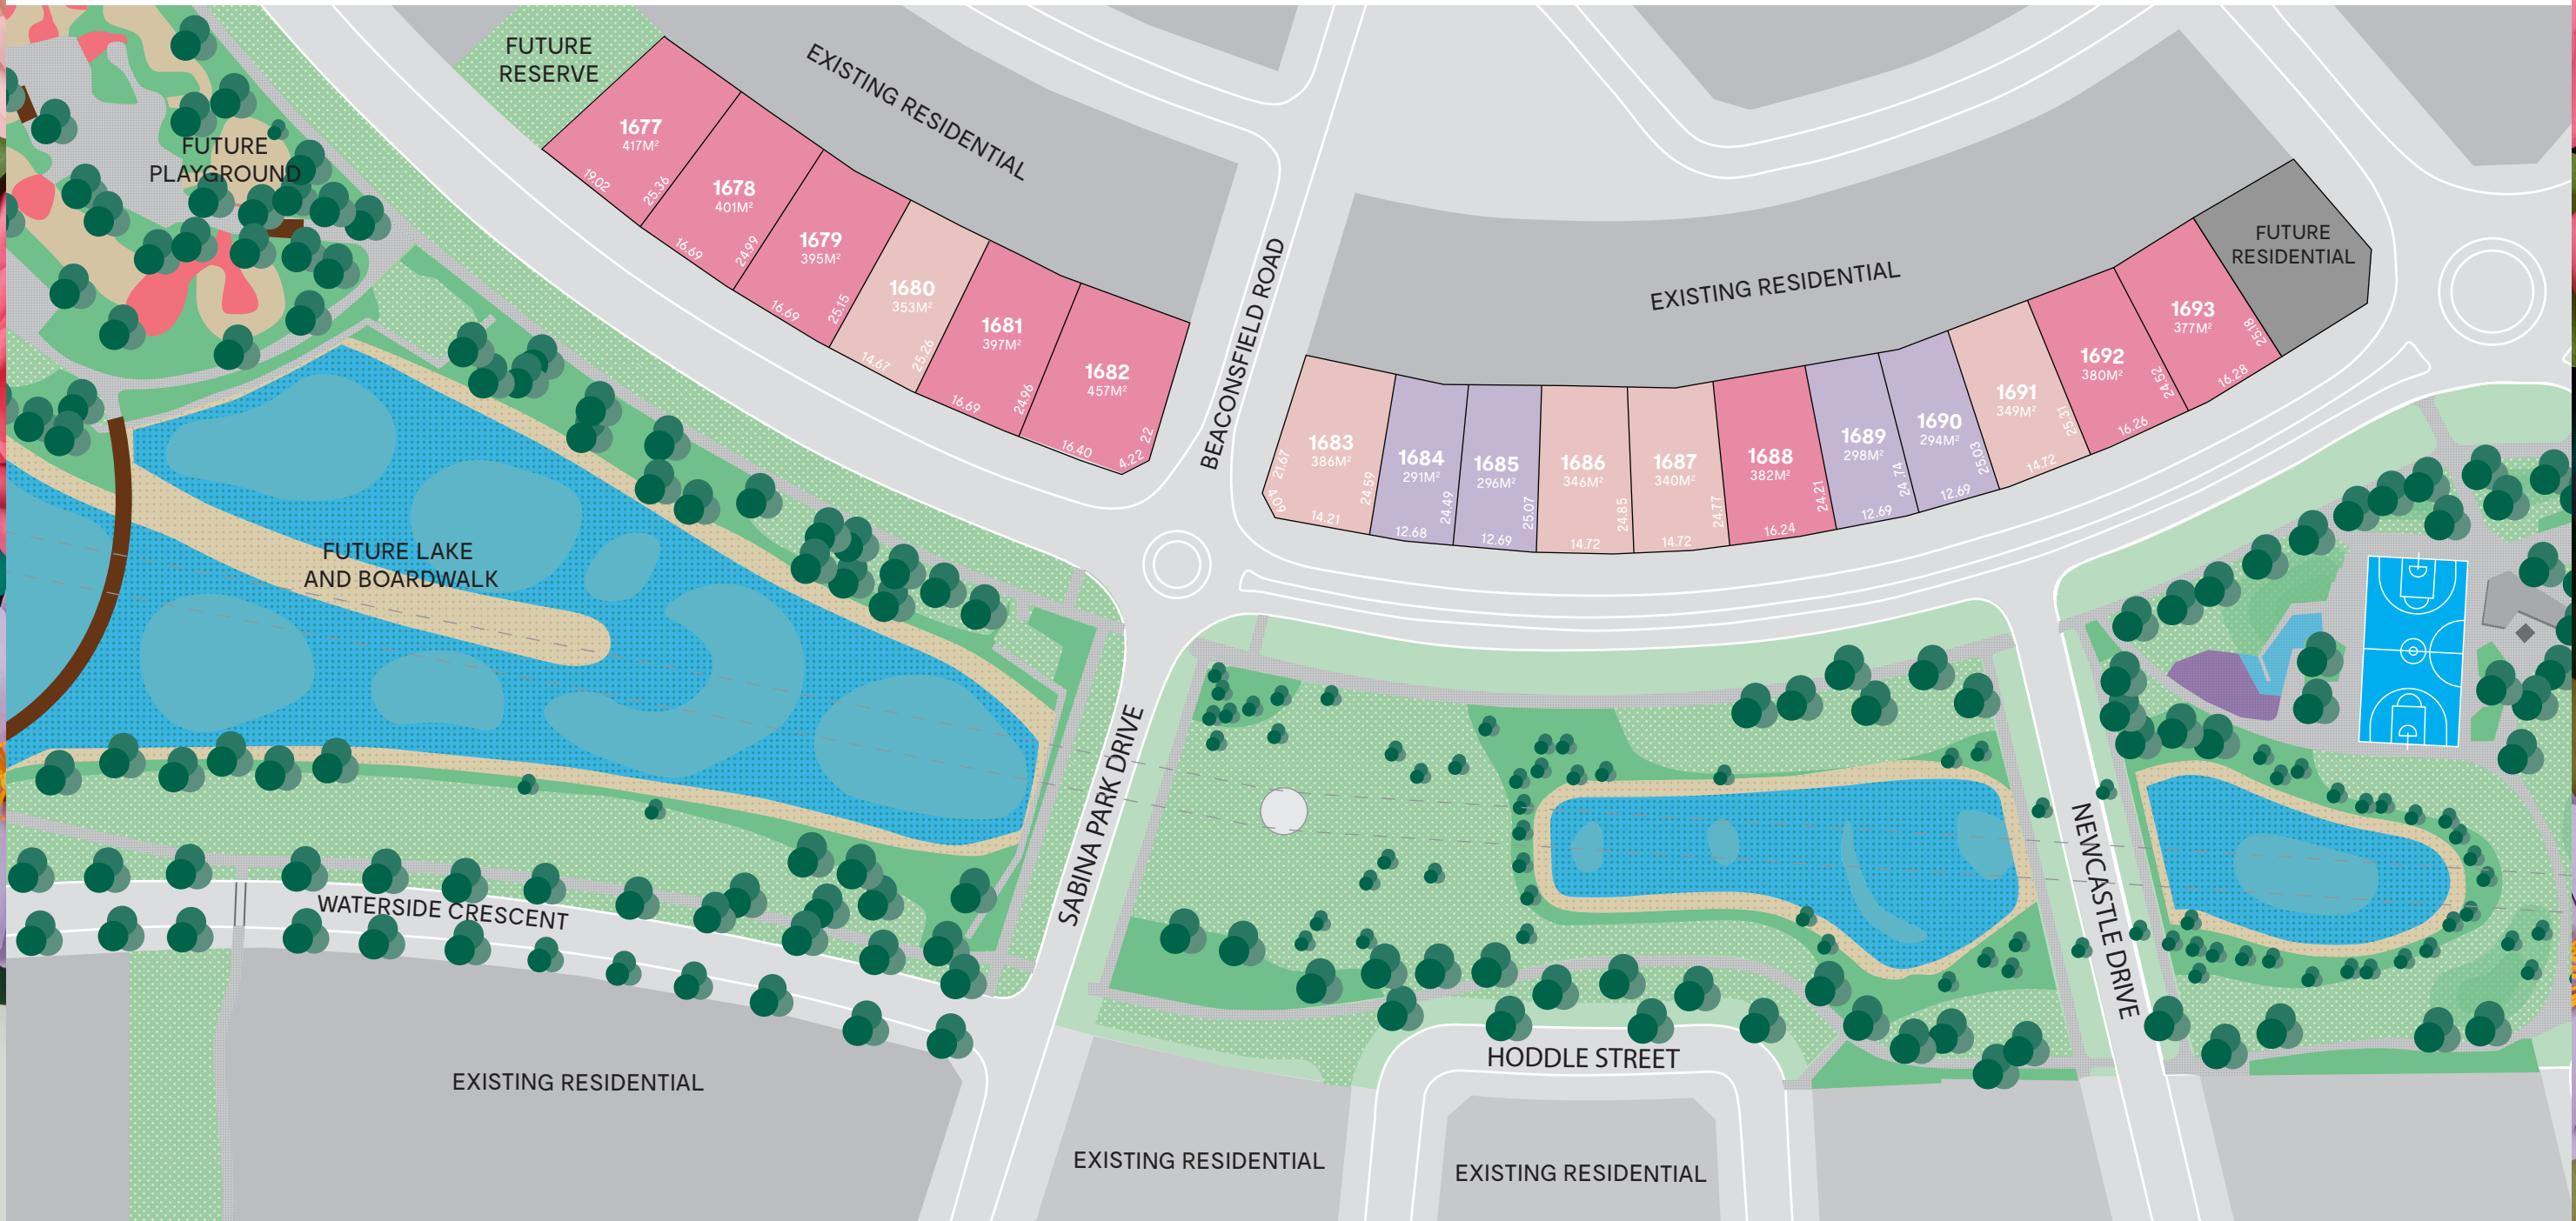 FUTURE
RESERVE
EXISTING RESIDENTIAL
FUTURE
PLAYGROUND
1677
417M²
19.02
25.36
1678
401M²
16.69
24.99
1679
395M²
16.69
25.15
1680
353M²
14.67
25.26
1681
397M²
16.69
24.96
1682
457M²
16.40
4.22
22
BEACONSFIELD ROAD
EXISTING RESIDENTIAL
FUTURE
RESIDENTIAL
1683
386M²
21.67
4.09
14.21
24.59
1684
291M²
12.68
24.49
1685
296M²
12.69
25.07
1686
346M²
14.72
24.85
1687
340M²
14.72
24.77
1688
382M²
16.24
24.21
1689
298M²
12.69
24.74
1690
294M²
12.69
25.03
1691
349M²
14.72
25.31
1692
380M²
16.26
24.52
1693
377M²
16.28
25.18
FUTURE LAKE
AND BOARDWALK
SABINA PARK DRIVE
NEWCASTLE DRIVE
WATERSIDE CRESCENT
HODDLE STREET
EXISTING RESIDENTIAL
EXISTING RESIDENTIAL
EXISTING RESIDENTIAL